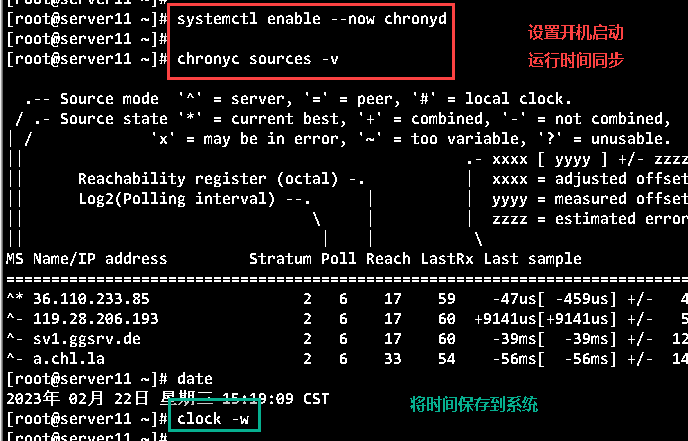 [root@server11 ~]#
[root@server11 ~]# systemctl enable --now chronyd
设置开机启动
[root@server11 ~]#
[root@server11 ~]# chronyc sources -v
运行时间同步
.-- Source mode '^' = server, '=' = peer, '#' = local clock.
/ .- Source state '*' = current best, '+' = combined, '-' = not combined,
| / 'x' = may be in error, '~' = too variable, '?' = unusable.
|| .- xxxx [ yyyy ] +/- zzzz
|| Reachability register (octal) -. | xxxx = adjusted offset
|| Log2(Polling interval) --. | | yyyy = measured offset
|| \ | | zzzz = estimated error
|| | | \
MS Name/IP address Stratum Poll Reach LastRx Last sample
===============================================================================
^* 36.110.233.85 2 6 17 59 -47us[ -459us] +/- 4
^- 119.28.206.193 2 6 17 60 +9141us[+9141us] +/- 5
^- sv1.ggsrv.de 2 6 17 60 -39ms[ -39ms] +/- 12
^- a.chl.la 2 6 33 54 -56ms[ -56ms] +/- 14
[root@server11 ~]# date
2023年 02月 22日 星期三 15:19:09 CST
[root@server11 ~]# clock -w
将时间保存到系统
[root@server11 ~]#